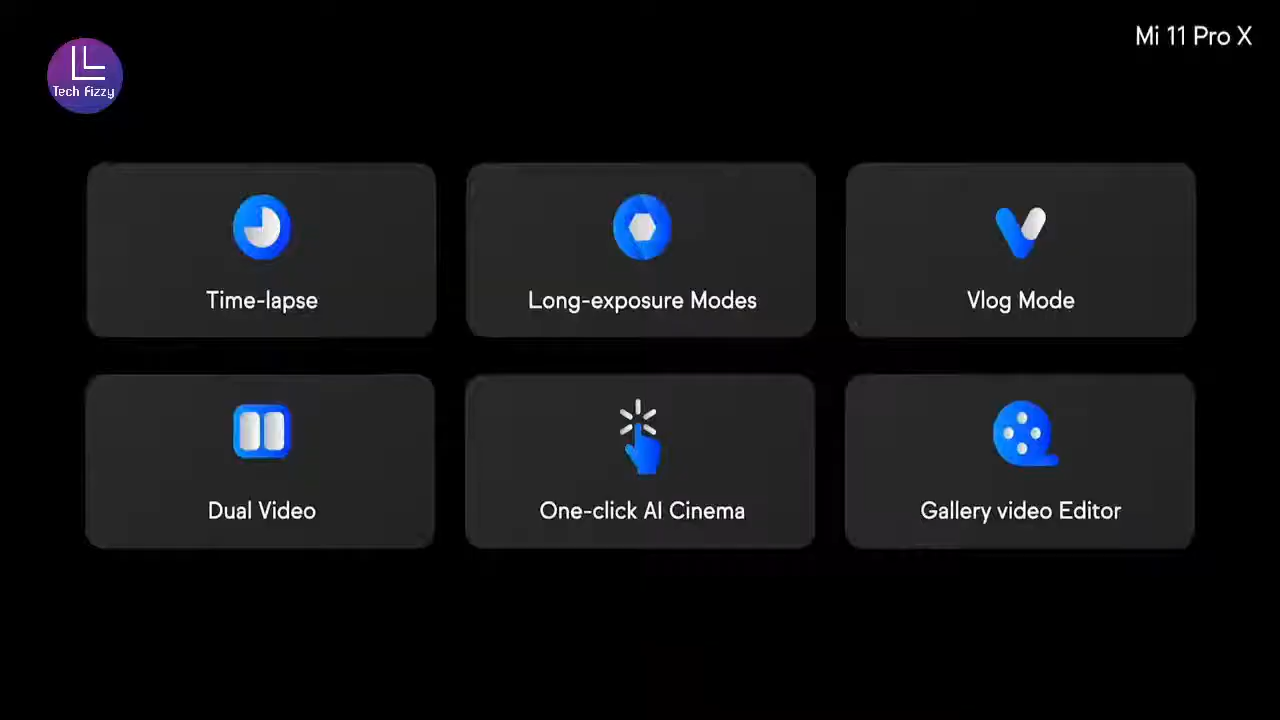 Mi 11 Pro X
Tech Fizzy
Time-lapse
Long-exposure Modes
Vlog Mode
Dual Video
One-click AI Cinema
Gallery video Editor